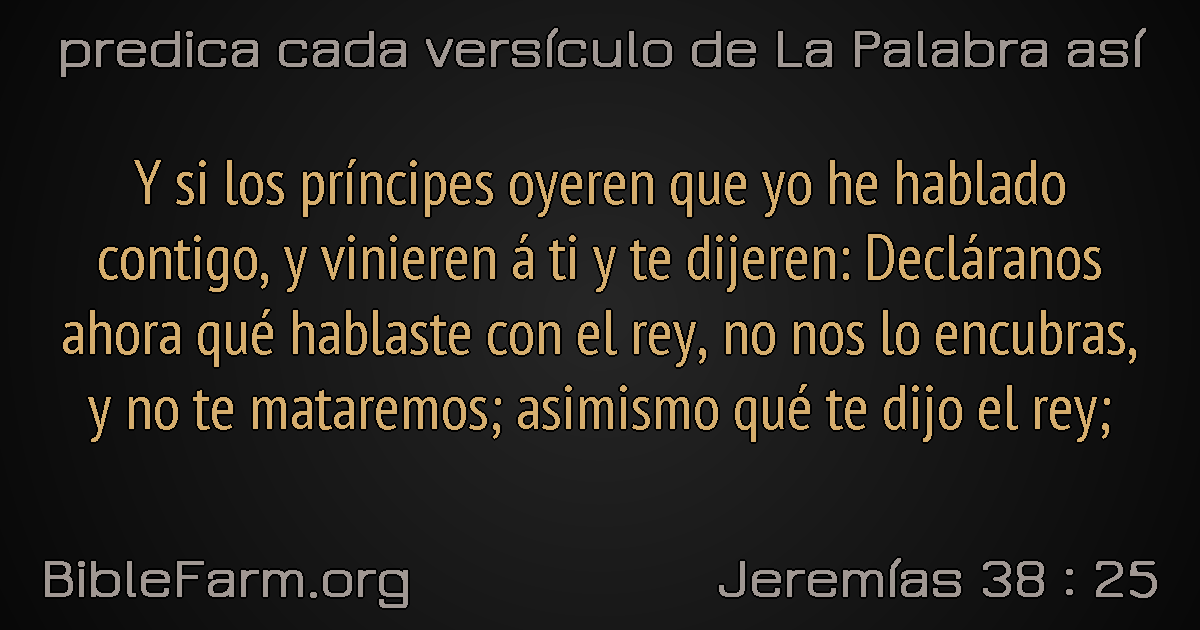 predica cada versículo de La Palabra así
Y si los príncipes oyeren que yo he hablado
contigo, y vinieren á ti y te dijeren: Decláranos
ahora qué hablaste con el rey, no nos lo encubras,
y no te mataremos; asimismo qué te dijo el rey;
BibleFarm.org
Jeremías 38 : 25